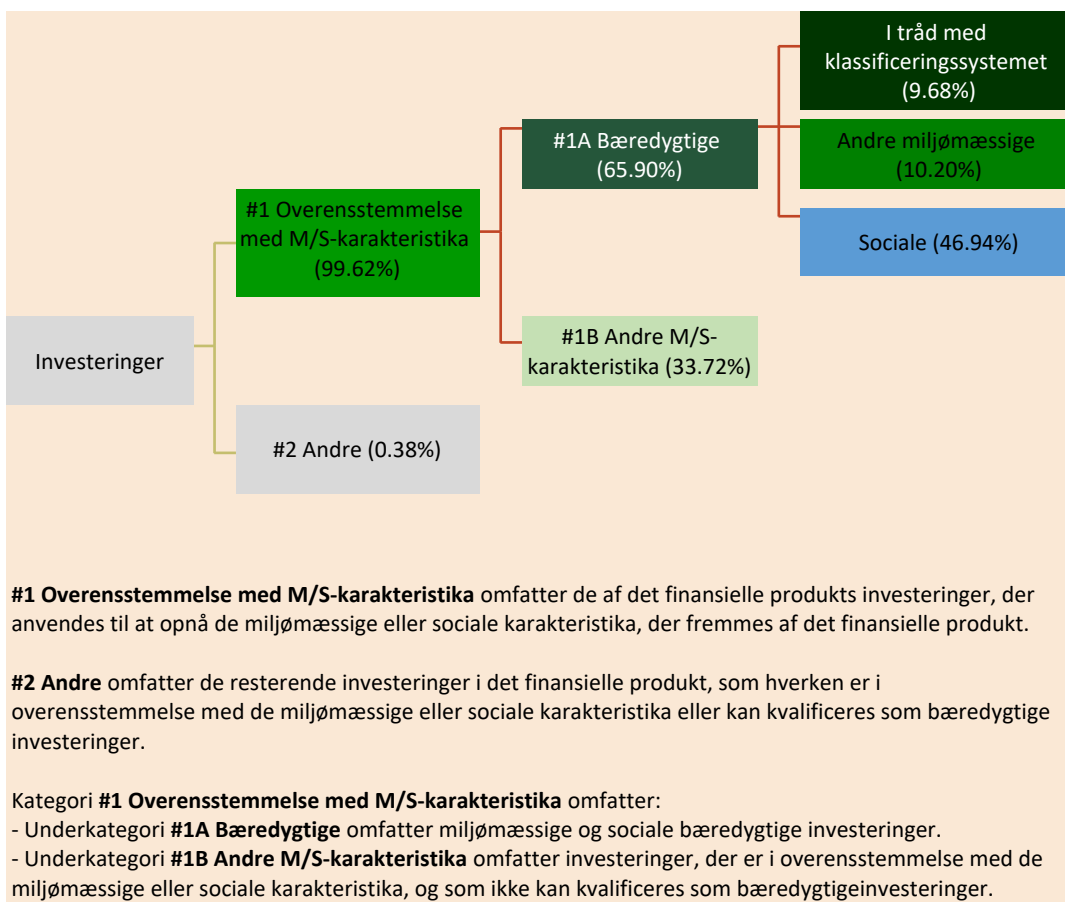 I tråd med
klassificeringssystemet
(9.68%)
#1A Bæredygtige
(65.90%)
Andre miljømæssige
(10.20%)
#1 Overensstemmelse
med M/S-karakteristika
(99.62%)
Sociale (46.94%)
Investeringer
#1B Andre M/S-
karakteristika (33.72%)
#2 Andre (0.38%)
#1 Overensstemmelse med M/S-karakteristika omfatter de af det finansielle produkts investeringer, der
anvendes til at opnå de miljømæssige eller sociale karakteristika, der fremmes af det finansielle produkt.
#2 Andre omfatter de resterende investeringer i det finansielle produkt, som hverken er i
overensstemmelse med de miljømæssige eller sociale karakteristika eller kan kvalificeres som bæredygtige
investeringer.
Kategori #1 Overensstemmelse med M/S-karakteristika omfatter:
- Underkategori #1A Bæredygtige omfatter miljømæssige og sociale bæredygtige investeringer.
- Underkategori #1B Andre M/S-karakteristika omfatter investeringer, der er i overensstemmelse med de
miljømæssige eller sociale karakteristika, og som ikke kan kvalificeres som bæredygtigeinvesteringer.